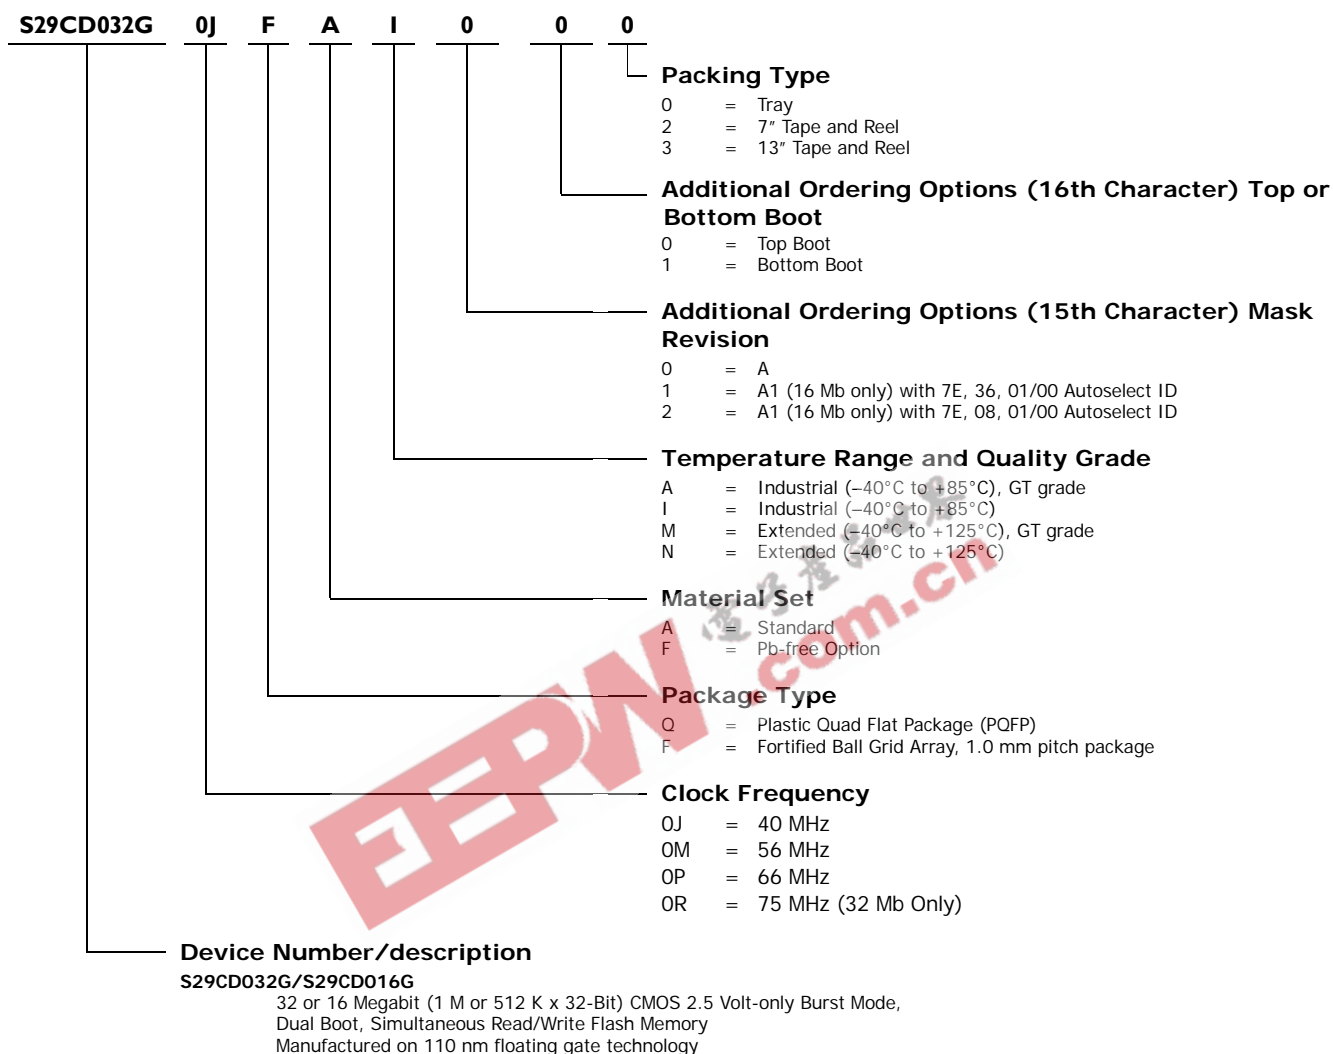 S29CD032G 0J F A I 0 0 0
Packing Type
0 = Tray
2 = 7″ Tape and Reel
3 = 13″ Tape and Reel
Additional Ordering Options (16th Character) Top or
Bottom Boot
0 = Top Boot
1 = Bottom Boot
Additional Ordering Options (15th Character) Mask
Revision
0 = A
1 = A1 (16 Mb only) with 7E, 36, 01/00 Autoselect ID
2 = A1 (16 Mb only) with 7E, 08, 01/00 Autoselect ID
Temperature Range and Quality Grade
A = Industrial (–40°C to +85°C), GT grade
I = Industrial (–40°C to +85°C)
M = Extended (–40°C to +125°C), GT grade
N = Extended (–40°C to +125°C)
Material Set
A = Standard
F = Pb-free Option
Package Type
Q = Plastic Quad Flat Package (PQFP)
F = Fortified Ball Grid Array, 1.0 mm pitch package
Clock Frequency
0J = 40 MHz
0M = 56 MHz
0P = 66 MHz
0R = 75 MHz (32 Mb Only)
Device Number/description
S29CD032G/S29CD016G
32 or 16 Megabit (1 M or 512 K x 32-Bit) CMOS 2.5 Volt-only Burst Mode,
Dual Boot, Simultaneous Read/Write Flash Memory
Manufactured on 110 nm floating gate technology
EEPW .com.cn
電子產品世界